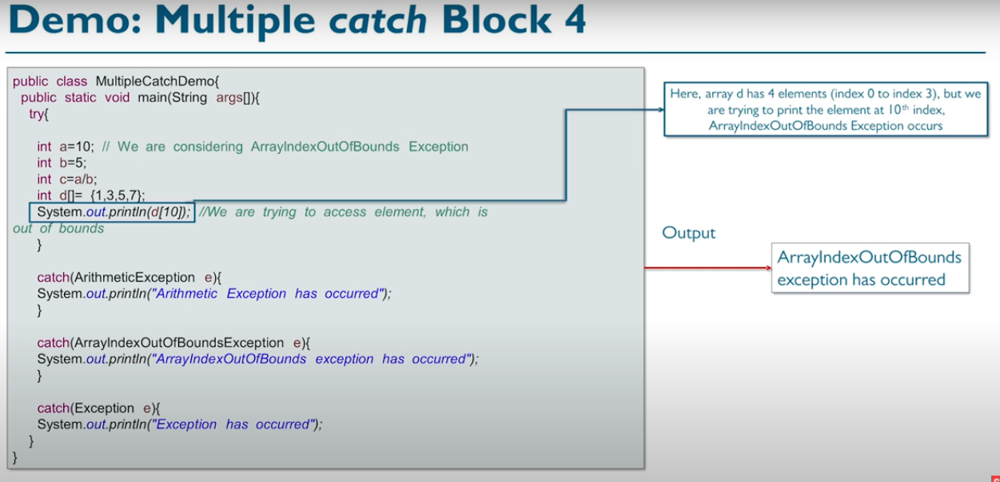 Demo: Multiple catch Block 4
public class MultipleCatchDemo{
public static void main(String args[]){
try{
int a=10; // We are considering ArrayIndexOutOfBounds Exception
int b=5;
int c=a/b;
int d[]= {1,3,5,7};
System.out.println(d[10]); //We are trying to access element, which is
out of bounds
}
catch(ArithmeticException e){
System.out.println("Arithmetic Exception has occurred");
}
catch(ArrayIndexOutOfBoundsException e){
System.out.println("ArrayIndexOutOfBounds exception has occurred");
}
catch(Exception e){
System.out.println("Exception has occurred");
}
}
Here, array d has 4 elements (index 0 to index 3), but we
are trying to print the element at 10th index,
ArrayIndexOutOfBounds Exception occurs
Output
ArrayIndexOutOfBounds
exception has occurred